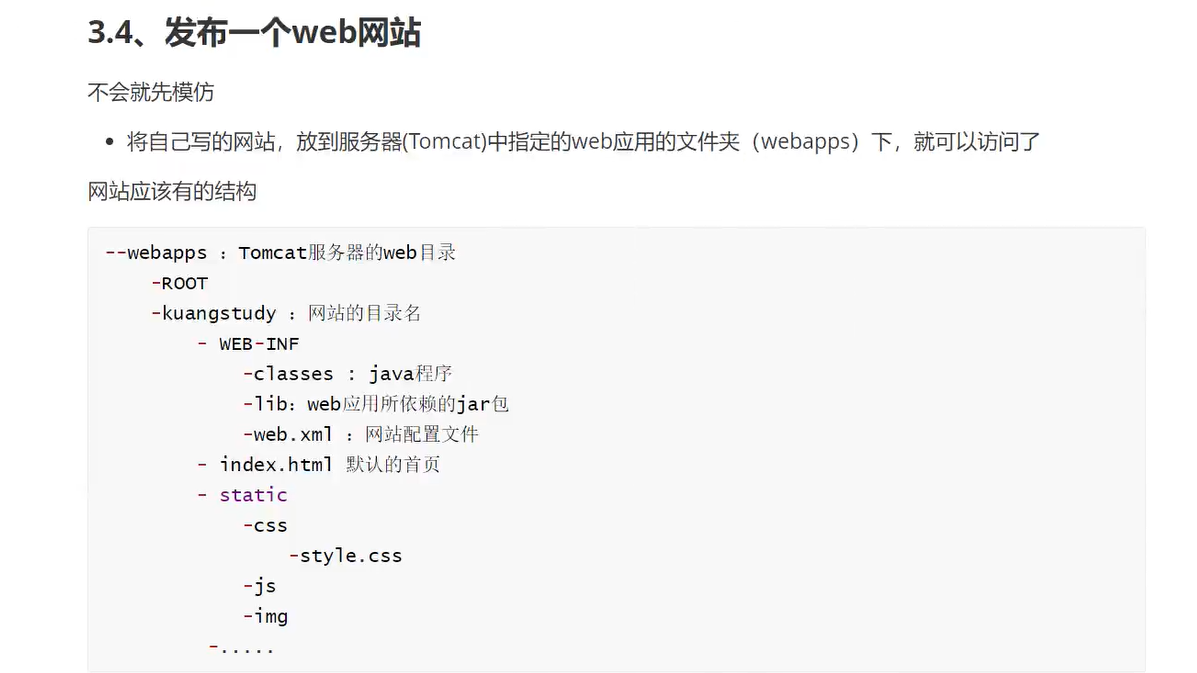 3.4、发布一个web网站
不会就先模仿
• 将自己写的网站，放到服务器(Tomcat)中指定的web应用的文件夹（webapps）下，就可以访问了
网站应该有的结构
--webapps ：Tomcat服务器的web目录
    -ROOT
    -kuangstudy ：网站的目录名
        - WEB-INF
            -classes : java程序
            -lib：web应用所依赖的jar包
            -web.xml ：网站配置文件
        - index.html 默认的首页
        - static
            -css
                -style.css
            -js
            -img
         -.....